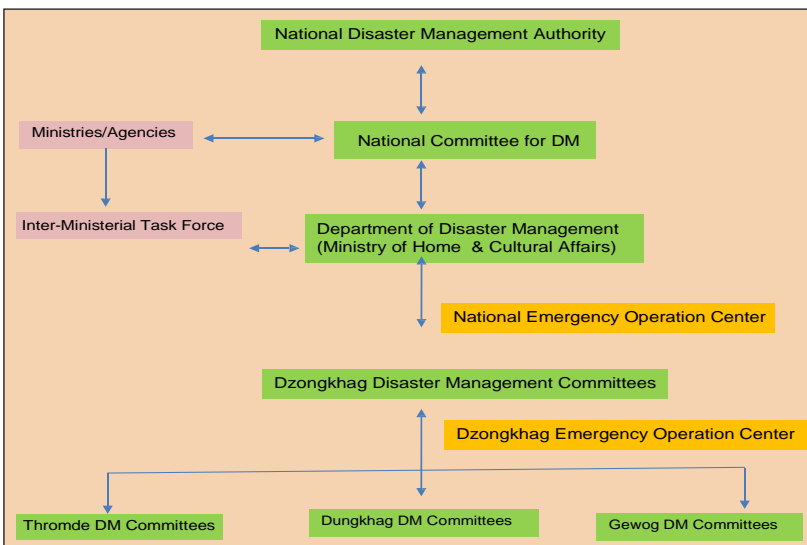 National Disaster Management Authority
Ministries/Agencies
National Committee for DM
Inter-Ministerial Task Force
Department of Disaster Management
(Ministry of Home & Cultural Affairs)
National Emergency Operation Center
Dzongkhag Disaster Management Committees
Dzongkhag Emergency Operation Center
Thromde DM Committees
Dungkhag DM Committees
Gewog DM Committees